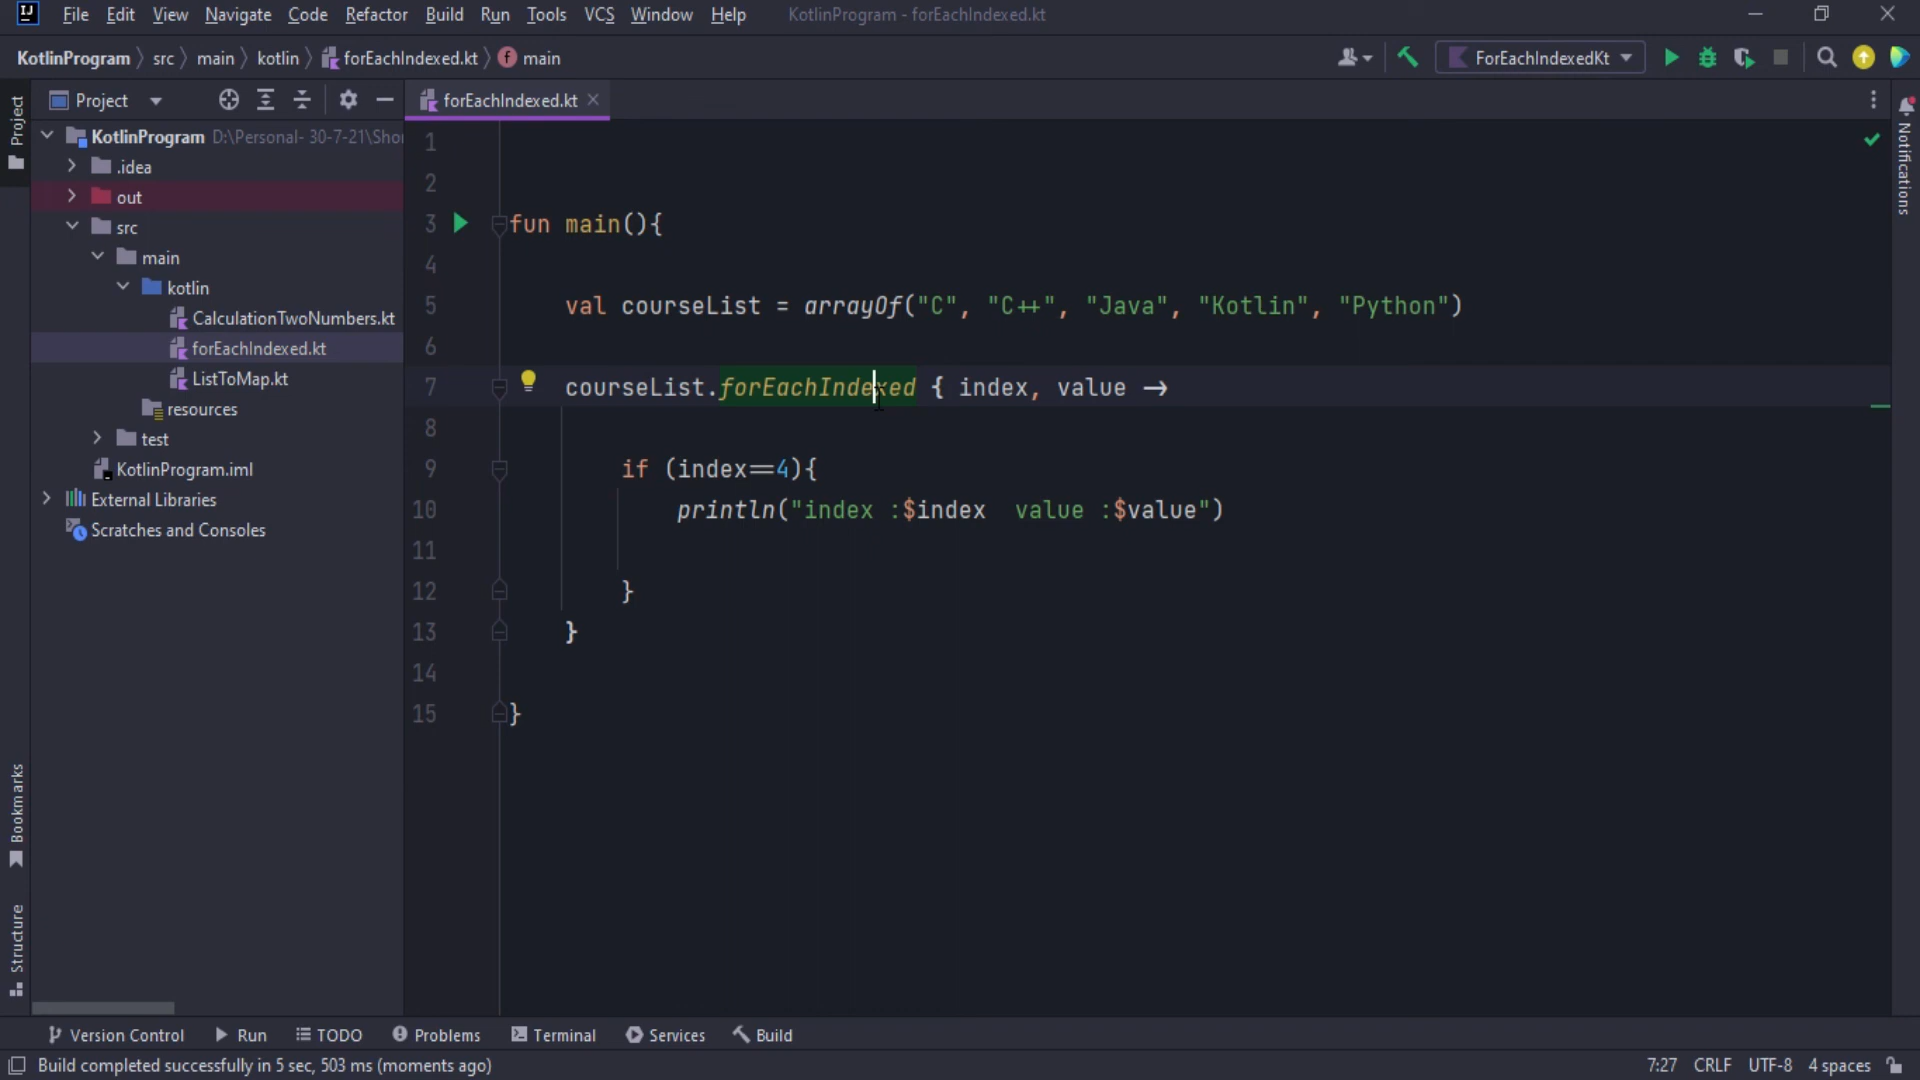 IJ File Edit View Navigate Code Refactor Build Run Tools VCS Window Help KotlinProgram - forEachIndexed.kt
KotlinProgram src main kotlin forEachIndexed.kt f main ForEachIndexedKt
Project
Project
forEachIndexed.kt
Notifications
KotlinProgram D:\Personal- 30-7-21\Sho
.idea
out
src
main
kotlin
CalculationTwoNumbers.kt
forEachIndexed.kt
ListToMap.kt
resources
test
KotlinProgram.iml
External Libraries
Scratches and Consoles
1
2
3 fun main(){
4
5 val courseList = arrayOf("C", "C++", "Java", "Kotlin", "Python")
6
7 courseList.forEachIndexed { index, value ->
8
9 if (index==4){
10 println("index :$index  value :$value")
11
12 }
13 }
14
15 }
Bookmarks
Structure
Version Control Run TODO Problems Terminal Services Build
Build completed successfully in 5 sec, 503 ms (moments ago) 7:27 CRLF UTF-8 4 spaces